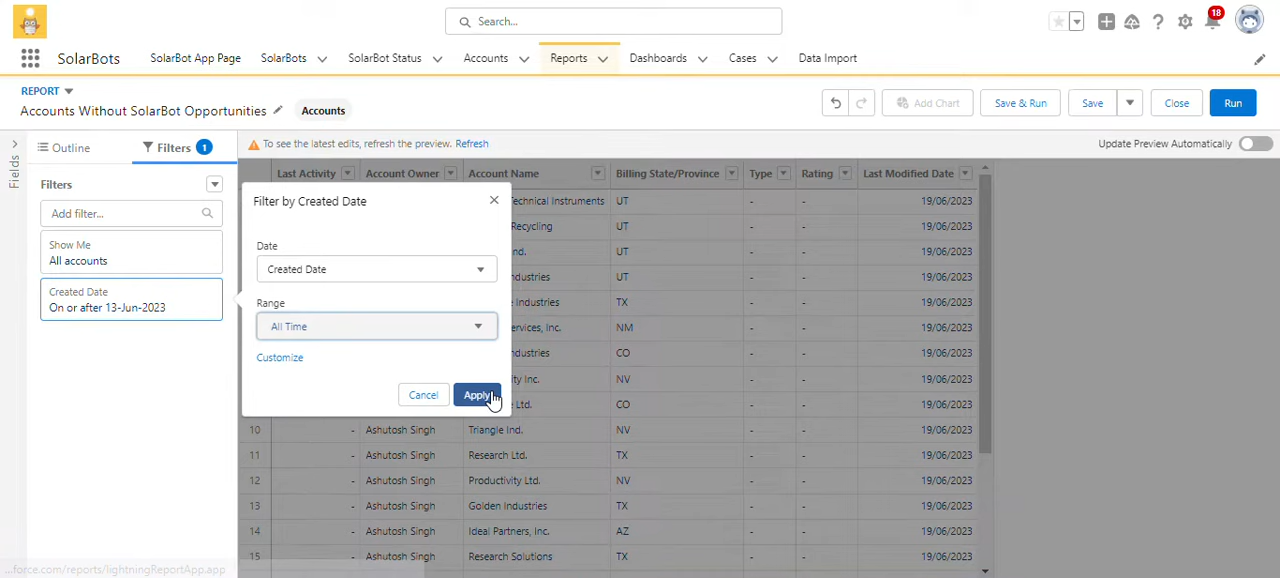 Search...
18
SolarBots
SolarBot App Page
SolarBots
SolarBot Status
Accounts
Reports
Dashboards
Cases
Data Import
REPORT
Accounts Without SolarBot Opportunities
Accounts
Add Chart
Save & Run
Save
Close
Run
Fields
Outline
Filters 1
To see the latest edits, refresh the preview. Refresh
Update Preview Automatically
Filters
Add filter...
Show Me
All accounts
Created Date
On or after 13-Jun-2023
Filter by Created Date
Date
Created Date
Range
All Time
Customize
Cancel
Apply
Last Activity Account Owner Account Name Billing State/Province Type Rating Last Modified Date
Technical Instruments UT - - 19/06/2023
Recycling UT - - 19/06/2023
nd. UT - - 19/06/2023
ndustries UT - - 19/06/2023
Industries TX - - 19/06/2023
ervices, Inc. NM - - 19/06/2023
ndustries CO - - 19/06/2023
ity Inc. NV - - 19/06/2023
Ltd. CO - - 19/06/2023
10 - Ashutosh Singh Triangle Ind. NV - - 19/06/2023
11 - Ashutosh Singh Research Ltd. TX - - 19/06/2023
12 - Ashutosh Singh Productivity Ltd. NV - - 19/06/2023
13 - Ashutosh Singh Golden Industries TX - - 19/06/2023
14 - Ashutosh Singh Ideal Partners, Inc. AZ - - 19/06/2023
15 - Ashutosh Singh Research Solutions TX - - 19/06/2023
...force.com/reports/lightningReportApp.app